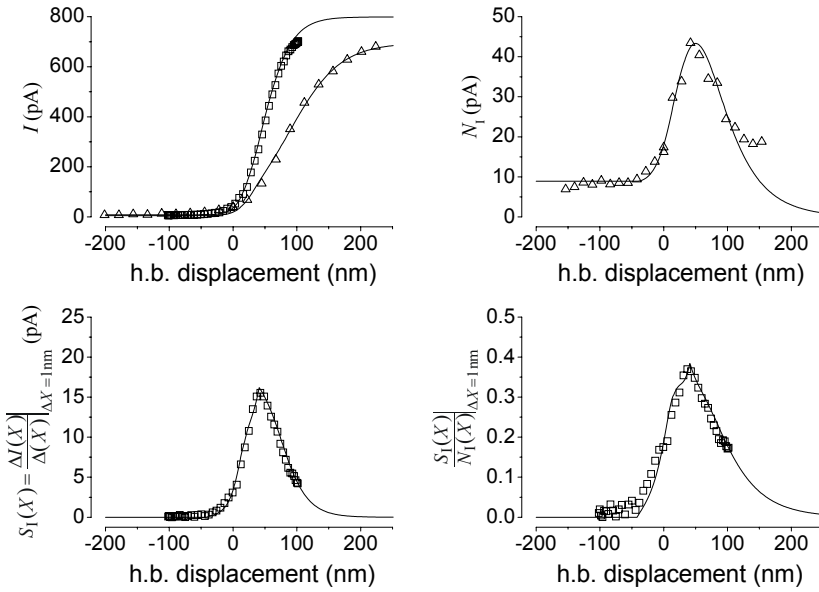 800
600
400
200
0
I (pA)
-200 -100 0 100 200
h.b. displacement (nm)
50
40
30
20
10
0
N_I (pA)
-200 -100 0 100 200
h.b. displacement (nm)
25
20
15
10
5
0
S_I(X) = ΔI(X)/Δ(X)|ΔX=1nm (pA)
-200 -100 0 100 200
h.b. displacement (nm)
0.5
0.4
0.3
0.2
0.1
0.0
S_I(X)/N_I(X)|ΔX=1nm
-200 -100 0 100 200
h.b. displacement (nm)